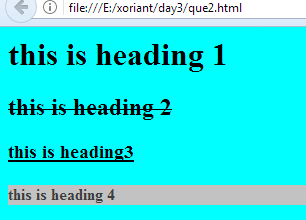 file:///E:/xoriant/day3/que2.html
this is heading 1
this is heading 2
this is heading3
this is heading 4